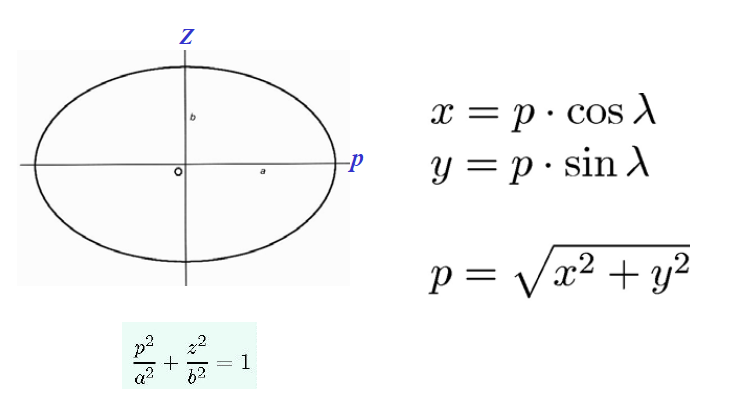 z
b
O
a
p
x = p · cos λ
y = p · sin λ
p = √(x² + y²)
p²/a² + z²/b² = 1